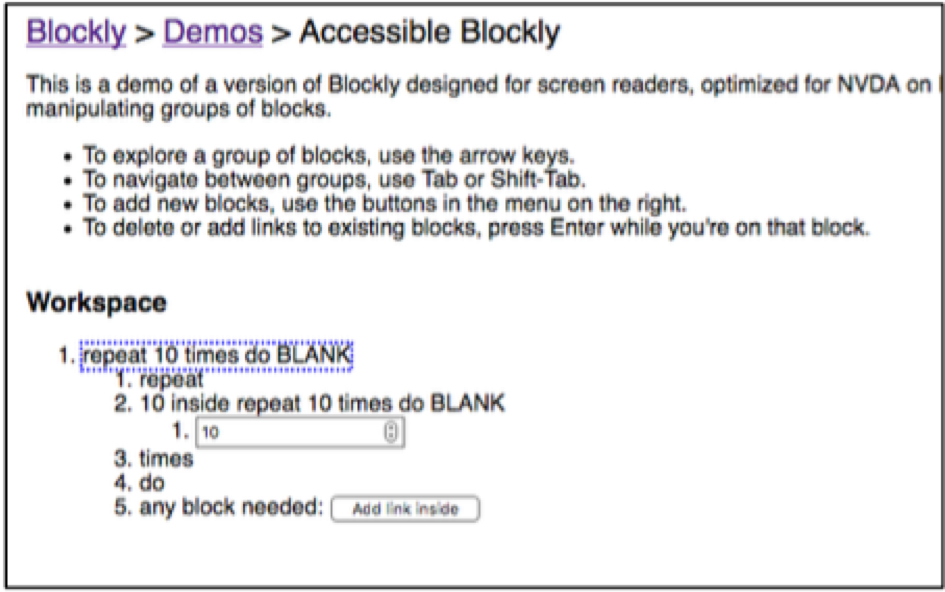 Blockly > Demos > Accessible Blockly
This is a demo of a version of Blockly designed for screen readers, optimized for NVDA on
manipulating groups of blocks.
• To explore a group of blocks, use the arrow keys.
• To navigate between groups, use Tab or Shift-Tab.
• To add new blocks, use the buttons in the menu on the right.
• To delete or add links to existing blocks, press Enter while you're on that block.
Workspace
1. repeat 10 times do BLANK
1. repeat
2. 10 inside repeat 10 times do BLANK
1. 10
3. times
4. do
5. any block needed: Add link inside